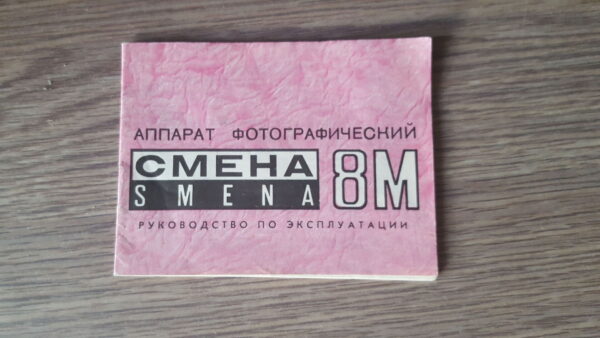 АППАРАТ ФОТОГРАФИЧЕСКИЙ
СМЕНА
SMENA 8М
РУКОВОДСТВО ПО ЭКСПЛУАТАЦИИ